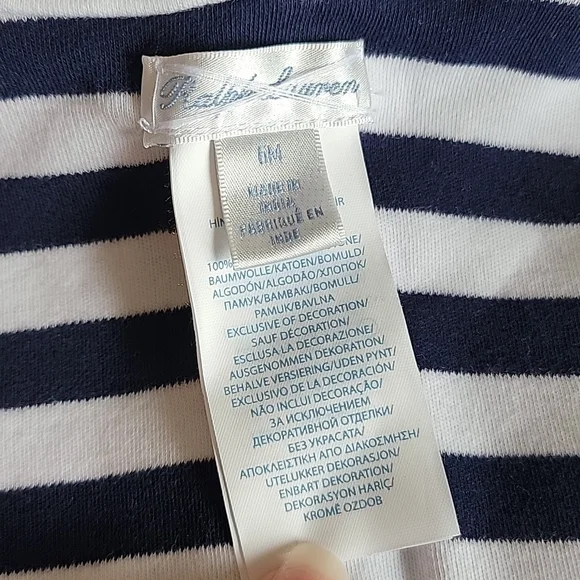 Ralph Lauren
6M
MADE IN
INDIA
FABRIQUÉ EN
INDE
100%
BAUMWOLLE/KATOEN/BOMULD/
ALGODÓN/ALGODÃO/ХЛОПОК/
ПАМУК/ΒΑΜΒΑΚΙ/BOMULL/
PAMUK/BAVLNA
EXCLUSIVE OF DECORATION/
SAUF DÉCORATION/
ESCLUSA LA DECORAZIONE/
AUSGENOMMEN DEKORATION/
BEHALVE VERSIERING/UDEN PYNT/
EXCLUSIVO DE LA DECORACIÓN/
NÃO INCLUI DECORAÇÃO/
ЗА ИСКЛЮЧЕНИЕМ
ДЕКОРАТИВНОЙ ОТДЕЛКИ/
БЕЗ УКРАСАТА/
ΑΠΟΚΛΕΙΣΤΙΚΗ ΑΠΟ ΔΙΑΚΟΣΜΗΣΗ/
UTELUKKER DEKORASJON/
ENBART DEKORATION/
DEKORASYON HARİÇ/
KROMĚ OZDOB